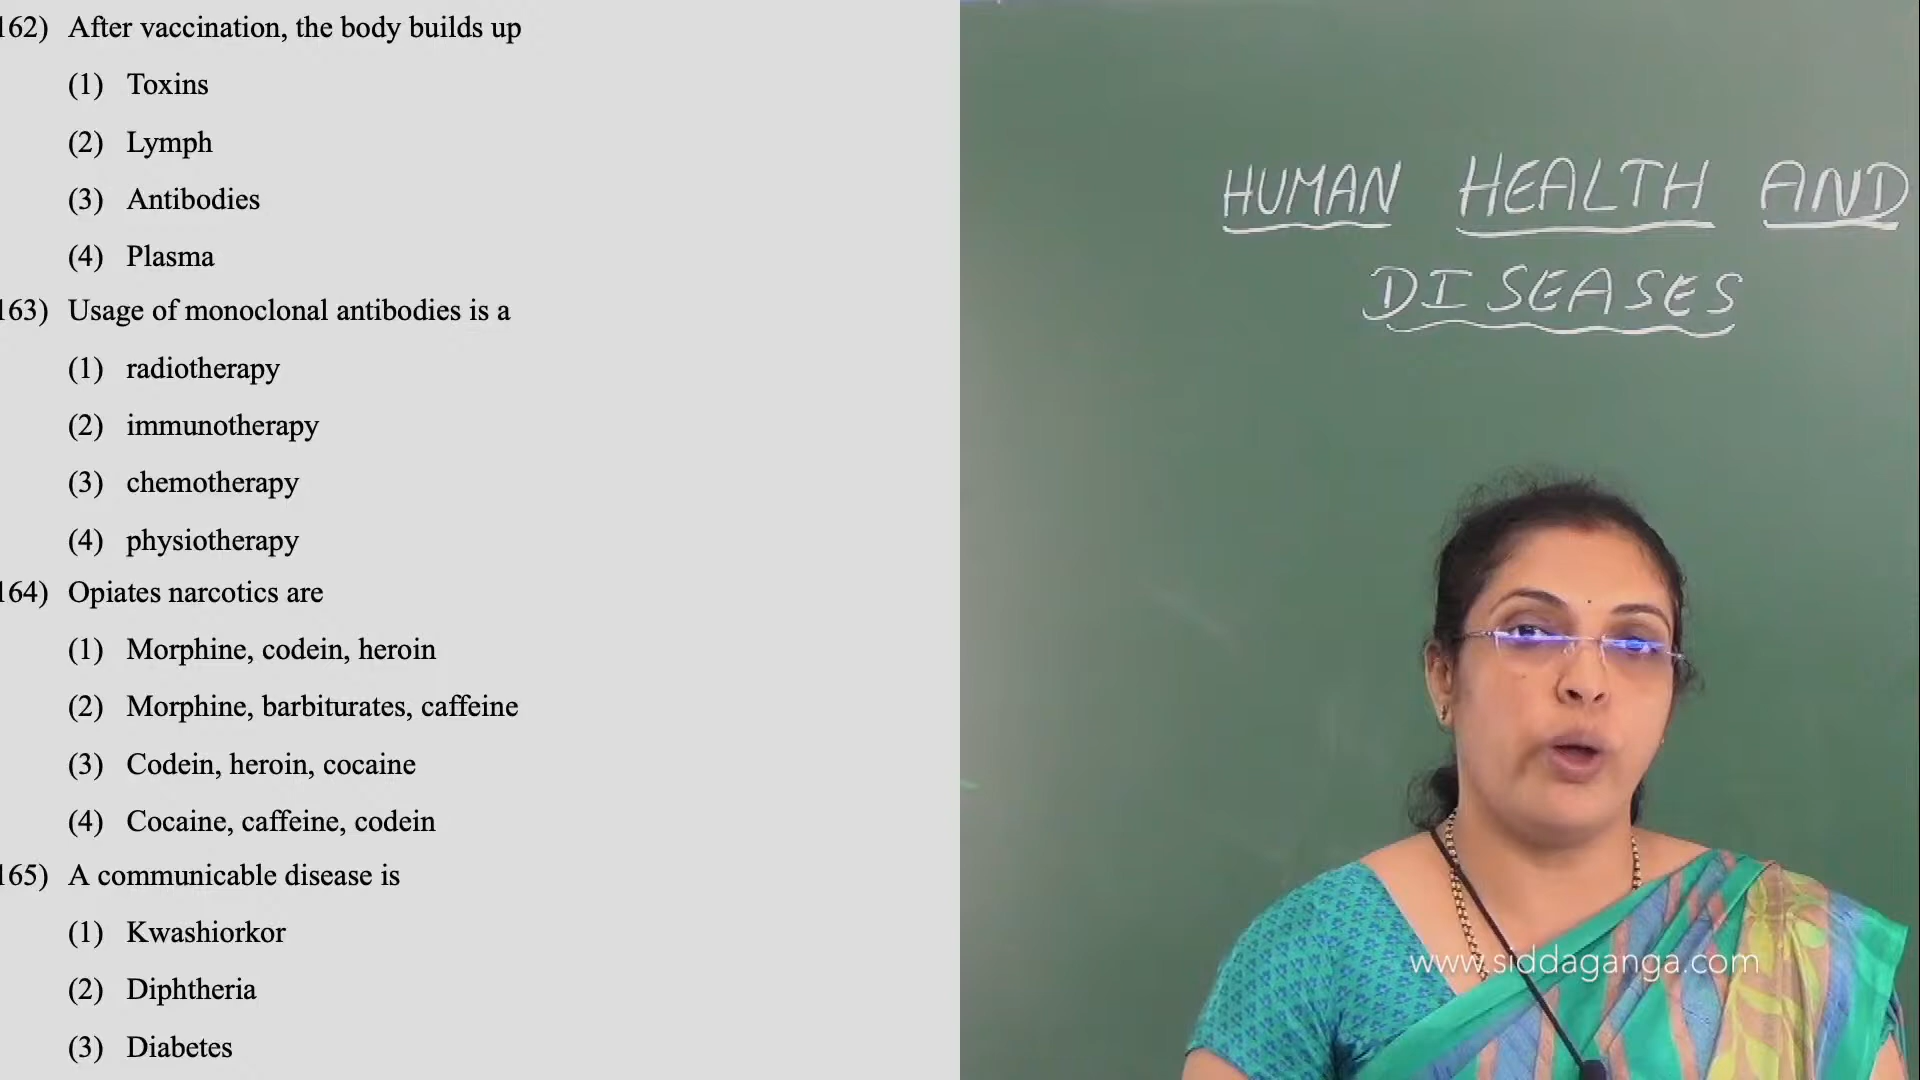 162) After vaccination, the body builds up
(1) Toxins
(2) Lymph
(3) Antibodies
(4) Plasma
163) Usage of monoclonal antibodies is a
(1) radiotherapy
(2) immunotherapy
(3) chemotherapy
(4) physiotherapy
164) Opiates narcotics are
(1) Morphine, codein, heroin
(2) Morphine, barbiturates, caffeine
(3) Codein, heroin, cocaine
(4) Cocaine, caffeine, codein
165) A communicable disease is
(1) Kwashiorkor
(2) Diphtheria
(3) Diabetes
HUMAN HEALTH AND
DISEASES
www.siddaganga.com